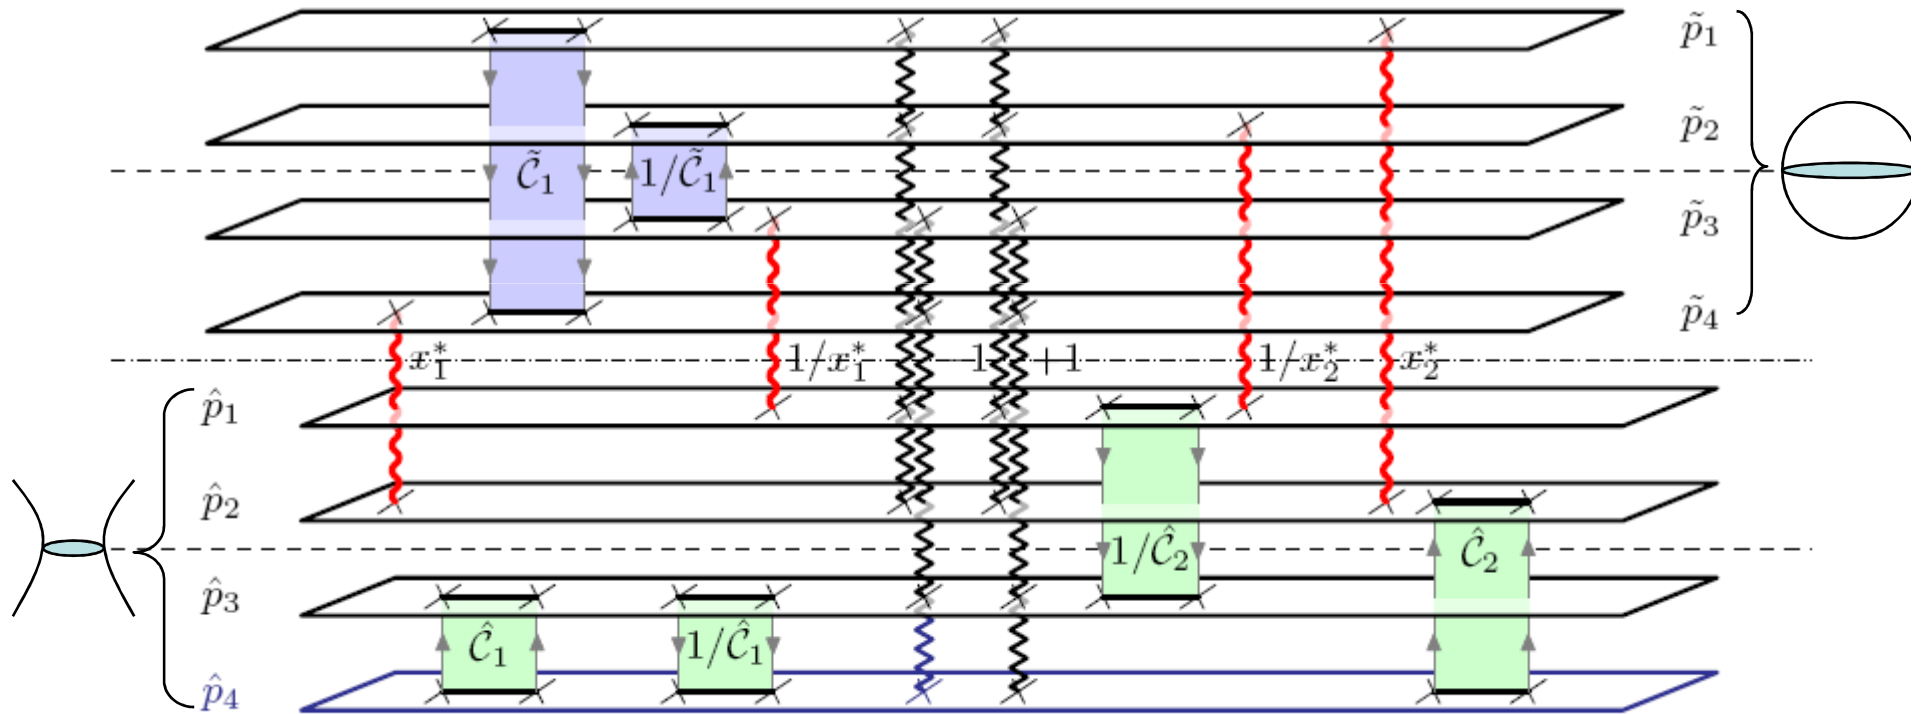 p̃₁
p̃₂
C̃₁
1/C̃₁
p̃₃
p̃₄
x₁*
1/x₁*
−1
+1
1/x₂*
x₂*
p̂₁
p̂₂
1/Ĉ₂
Ĉ₂
p̂₃
Ĉ₁
1/Ĉ₁
p̂₄